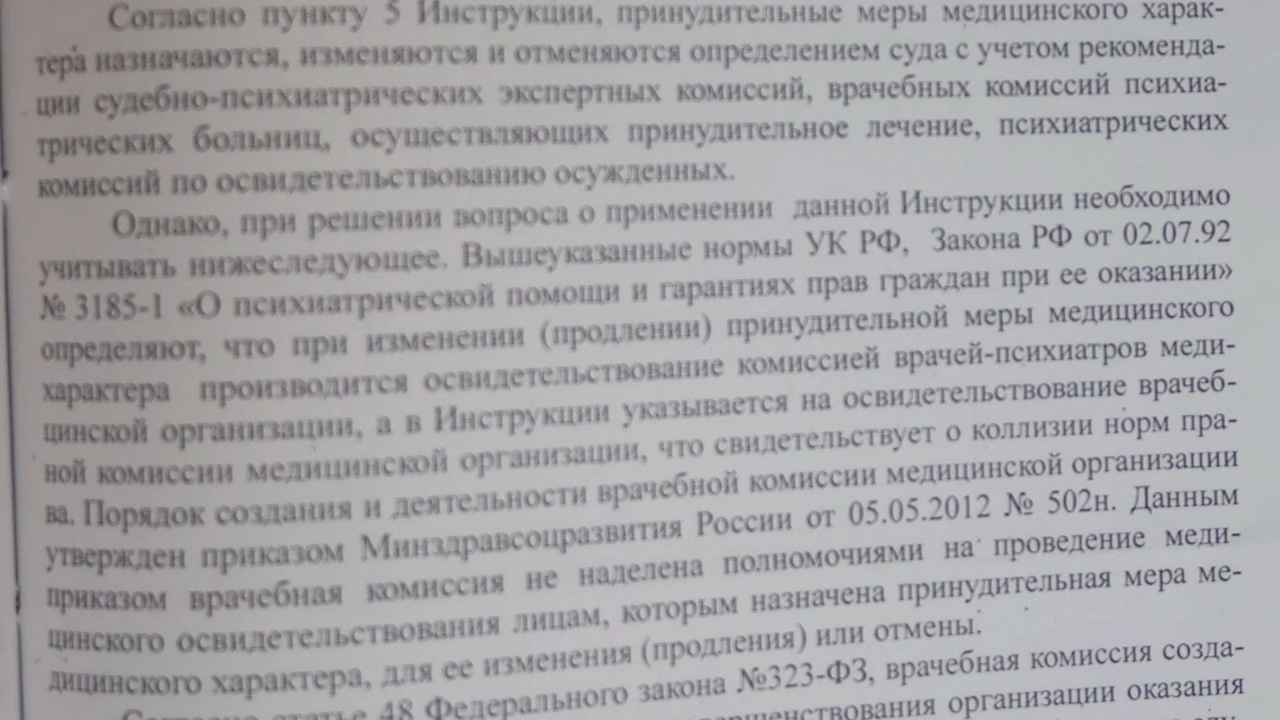 Согласно пункту 5 Инструкции, принудительные меры медицинского харак-
тера назначаются, изменяются и отменяются определением суда с учетом рекоменда-
ции судебно-психиатрических экспертных комиссий, врачебных комиссий психиа-
трических больниц, осуществляющих принудительное лечение, психиатрических
комиссий по освидетельствованию осужденных.
Однако, при решении вопроса о применении данной Инструкции необходимо
учитывать нижеследующее. Вышеуказанные нормы УК РФ, Закона РФ от 02.07.92
№ 3185-1 «О психиатрической помощи и гарантиях прав граждан при ее оказании»
определяют, что при изменении (продлении) принудительной меры медицинского
характера производится освидетельствование комиссией врачей-психиатров меди-
цинской организации, а в Инструкции указывается на освидетельствование врачеб-
ной комиссии медицинской организации, что свидетельствует о коллизии норм пра-
ва. Порядок создания и деятельности врачебной комиссии медицинской организации
утвержден приказом Минздравсоцразвития России от 05.05.2012 № 502н. Данным
приказом врачебная комиссия не наделена полномочиями на проведение меди-
цинского освидетельствования лицам, которым назначена принудительная мера ме-
дицинского характера, для ее изменения (продления) или отмены.
Согласно статье 48 Федерального закона №323-ФЗ, врачебная комиссия созда-
организации оказания